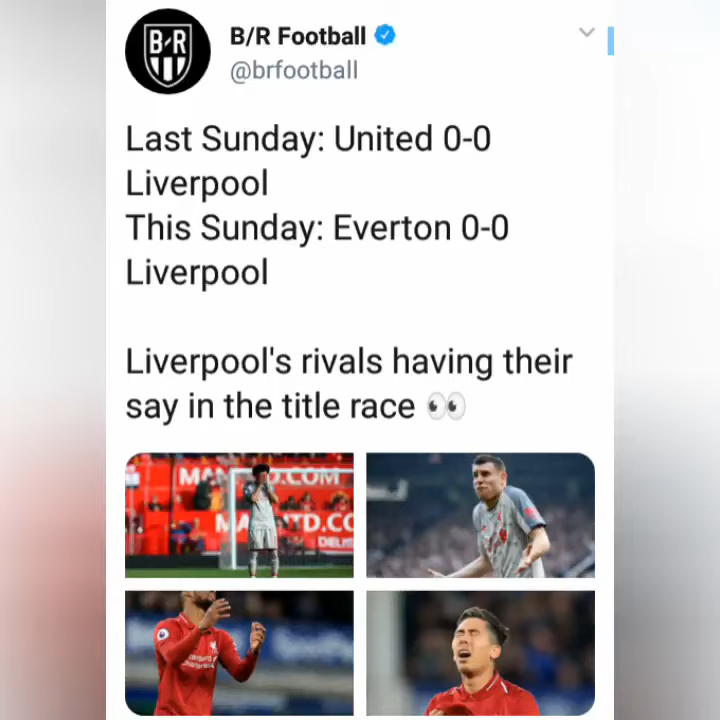 B/R
B/R Football
@brfootball
Last Sunday: United 0-0
Liverpool
This Sunday: Everton 0-0
Liverpool
Liverpool's rivals having their
say in the title race 👀